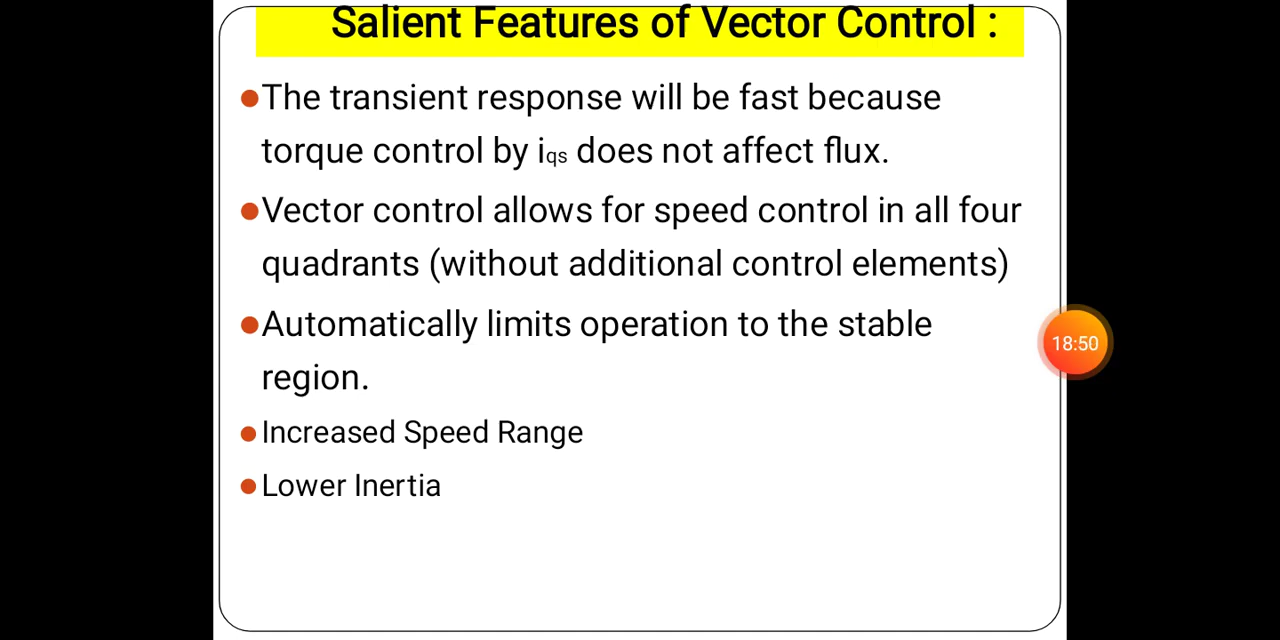 Salient Features of Vector Control :
●The transient response will be fast because
torque control by iqs does not affect flux.
●Vector control allows for speed control in all four
quadrants (without additional control elements)
●Automatically limits operation to the stable
region.
18:50
●Increased Speed Range
●Lower Inertia